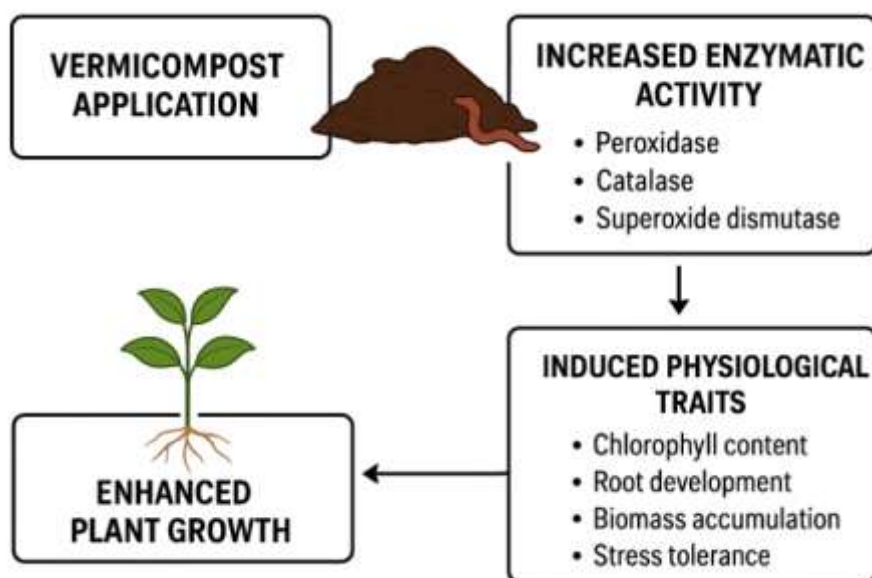 VERMICOMPOST
APPLICATION
INCREASED ENZYMATIC
ACTIVITY
• Peroxidase
• Catalase
• Superoxide dismutase
INDUCED PHYSIOLOGICAL
TRAITS
• Chlorophyll content
• Root development
• Biomass accumulation
• Stress tolerance
ENHANCED
PLANT GROWTH